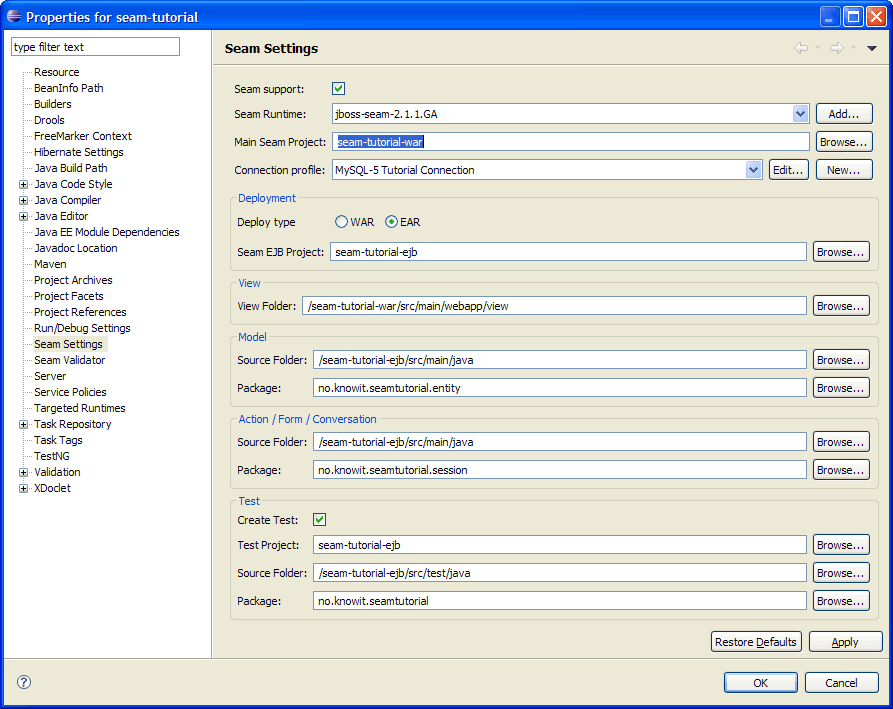 Properties for seam-tutorial
type filter text
Resource
BeanInfo Path
Builders
Drools
FreeMarker Context
Hibernate Settings
Java Build Path
Java Code Style
Java Compiler
Java Editor
Java EE Module Dependencies
Javadoc Location
Maven
Project Archives
Project Facets
Project References
Run/Debug Settings
Seam Settings
Seam Validator
Server
Service Policies
Targeted Runtimes
Task Repository
Task Tags
TestNG
Validation
XDoclet
Seam Settings
Seam support:
Seam Runtime: jboss-seam-2.1.1.GA Add...
Main Seam Project: seam-tutorial-war Browse...
Connection profile: MySQL-5 Tutorial Connection Edit... New...
Deployment
Deploy type WAR EAR
Seam EJB Project: seam-tutorial-ejb Browse...
View
View Folder: /seam-tutorial-war/src/main/webapp/view Browse...
Model
Source Folder: /seam-tutorial-ejb/src/main/java Browse...
Package: no.knowit.seamtutorial.entity Browse...
Action / Form / Conversation
Source Folder: /seam-tutorial-ejb/src/main/java Browse...
Package: no.knowit.seamtutorial.session Browse...
Test
Create Test:
Test Project: seam-tutorial-ejb Browse...
Source Folder: /seam-tutorial-ejb/src/test/java Browse...
Package: no.knowit.seamtutorial Browse...
Restore Defaults Apply
? OK Cancel